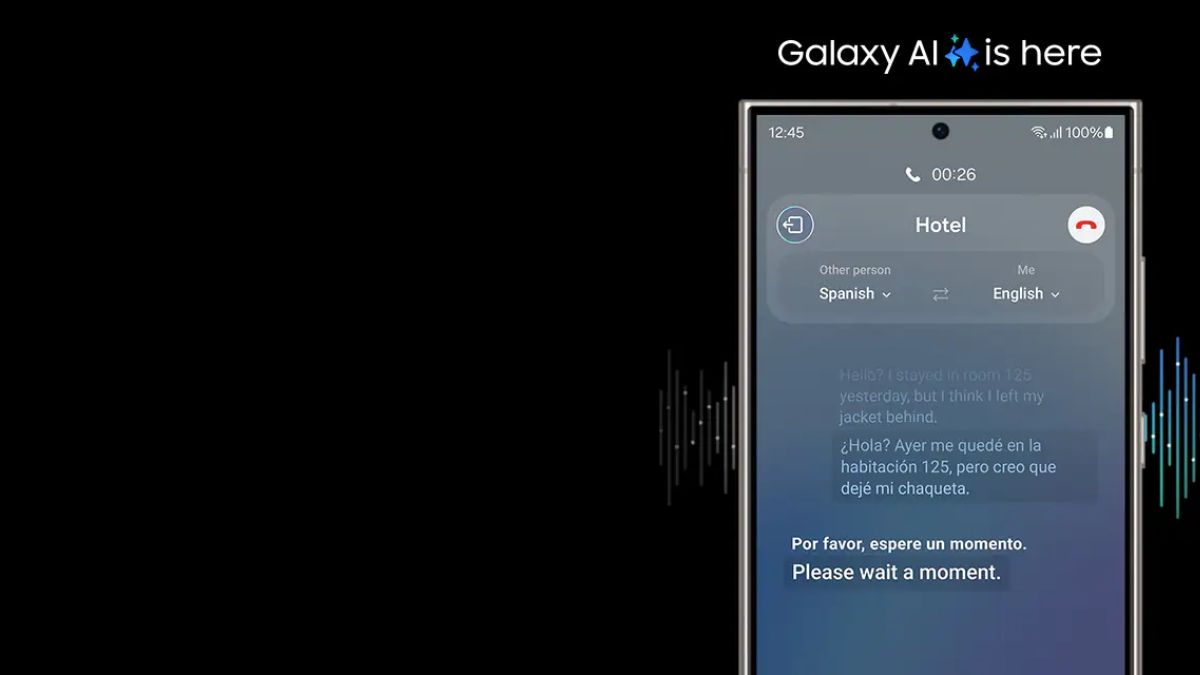 Galaxy AI is here
12:45
100%
00:26
Hotel
Other person
Me
Spanish
English
Hello? I stayed in room 125
yesterday, but I think I left my
jacket behind.
¿Hola? Ayer me quedé en la
habitación 125, pero creo que
dejé mi chaqueta.
Por favor, espere un momento.
Please wait a moment.